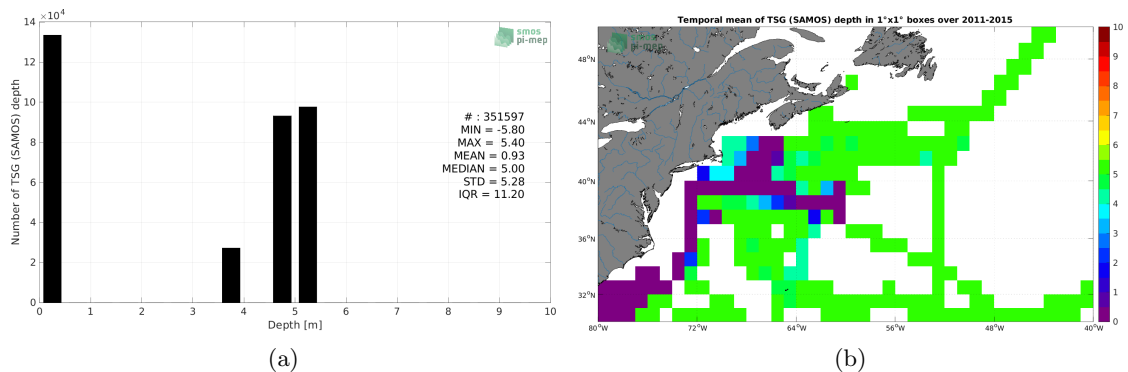 ×10⁴
14
12
10
8
6
4
2
0
Number of TSG (SAMOS) depth
0 1 2 3 4 5 6 7 8 9 10
Depth [m]
smos
pi-mep
# : 351597
MIN = -5.80
MAX = 5.40
MEAN = 0.93
MEDIAN = 5.00
STD = 5.28
IQR = 11.20
(a)
Temporal mean of TSG (SAMOS) depth in 1°x1° boxes over 2011-2015
smos
pi-mep
48°N
44°N
40°N
36°N
32°N
80°W 72°W 64°W 56°W 48°W 40°W
10
9
8
7
6
5
4
3
2
1
0
(b)